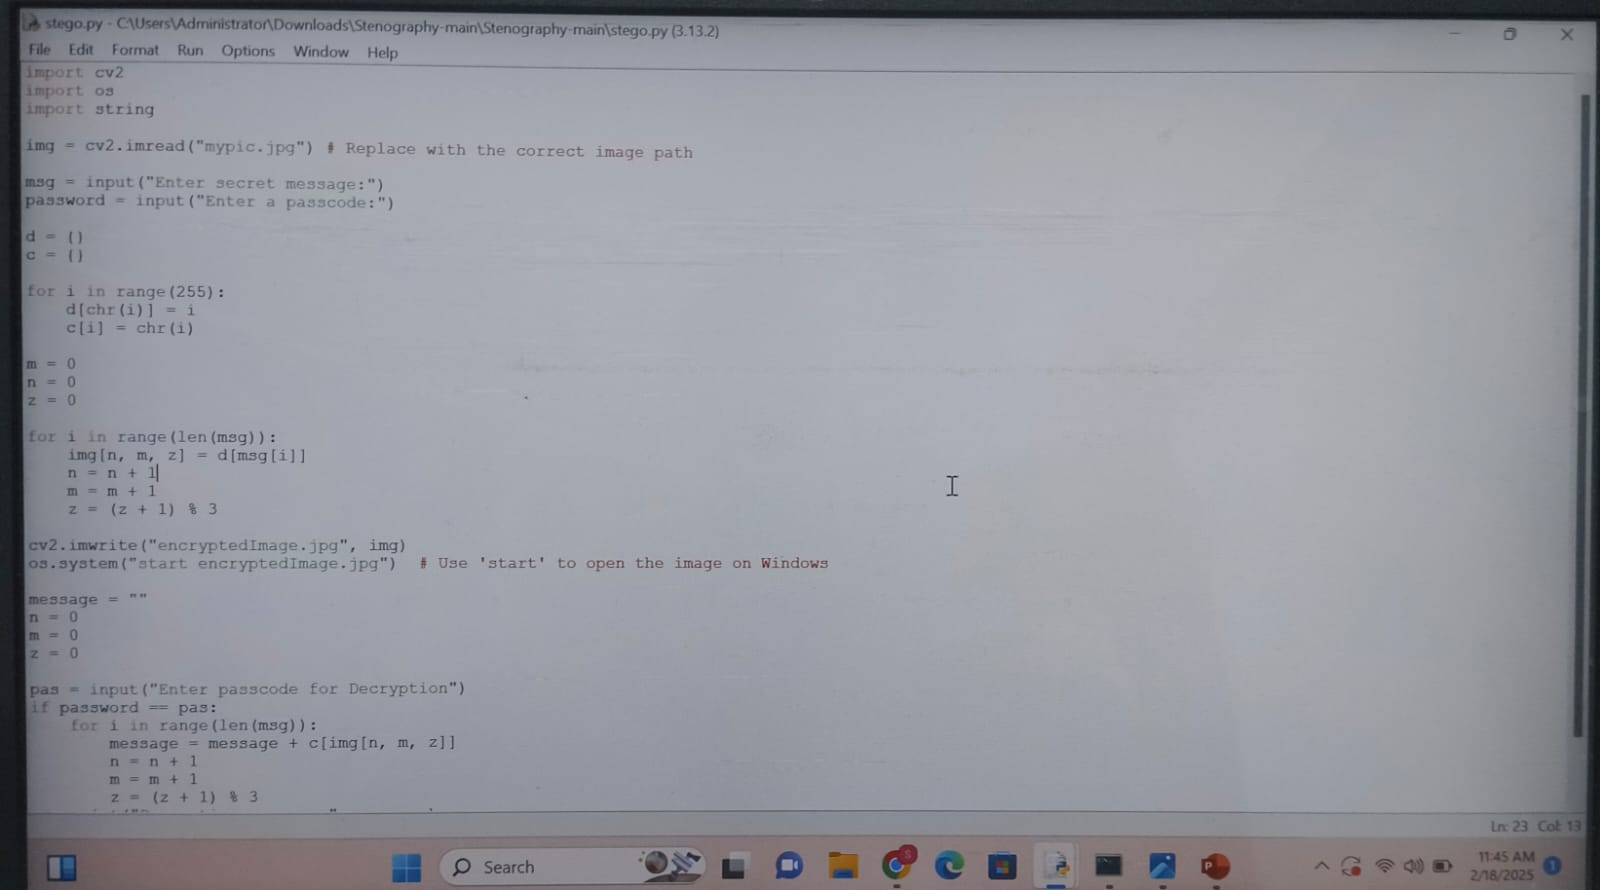 stego.py - C:\Users\Administrator\Downloads\Stenography-main\Stenography-main\stego.py (3.13.2)
File Edit Format Run Options Window Help
import cv2
import os
import string
img = cv2.imread("mypic.jpg") # Replace with the correct image path
msg = input("Enter secret message:")
password = input("Enter a passcode:")
d = {}
c = {}
for i in range(255):
    d[chr(i)] = i
    c[i] = chr(i)
m = 0
n = 0
z = 0
for i in range(len(msg)):
    img[n, m, z] = d[msg[i]]
    n = n + 1
    m = m + 1
    z = (z + 1) % 3
cv2.imwrite("encryptedImage.jpg", img)
os.system("start encryptedImage.jpg")  # Use 'start' to open the image on Windows
message = ""
n = 0
m = 0
z = 0
pas = input("Enter passcode for Decryption")
if password == pas:
    for i in range(len(msg)):
        message = message + c[img[n, m, z]]
        n = n + 1
        m = m + 1
        z = (z + 1) % 3
Ln: 23 Col: 13
Search
S
P
11:45 AM
2/18/2025
1